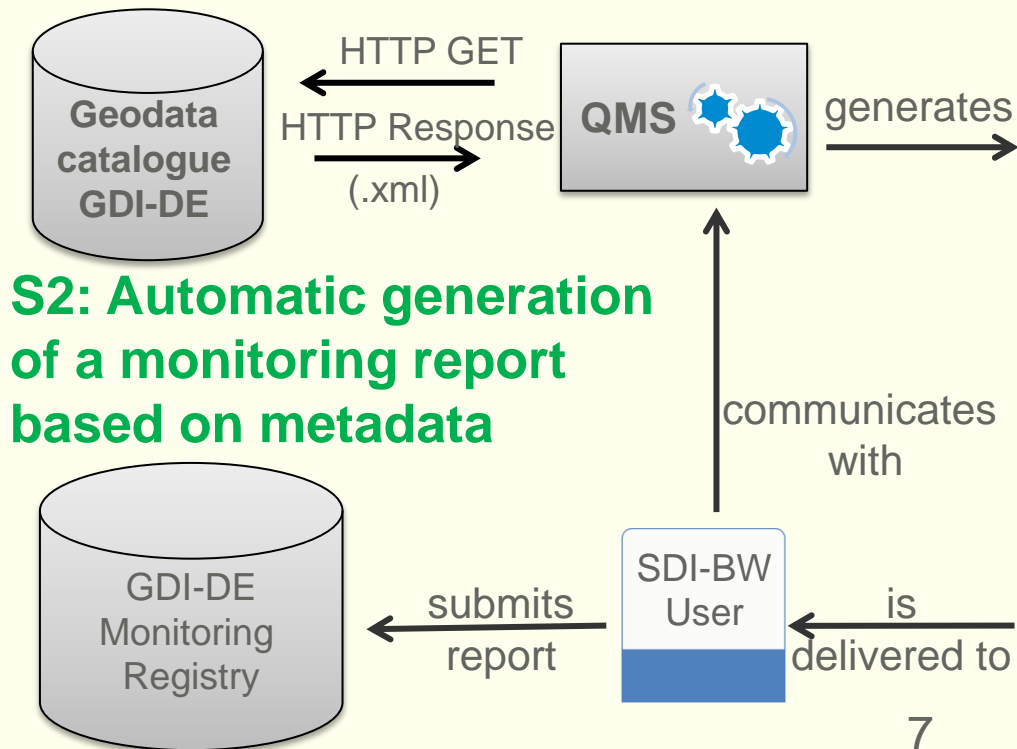 HTTP GET
Geodata
catalogue
GDI-DE
HTTP Response
(.xml)
QMS
generates
S2: Automatic generation
of a monitoring report
based on metadata
communicates
with
GDI-DE
Monitoring
Registry
submits
report
SDI-BW
User
is
delivered to
7